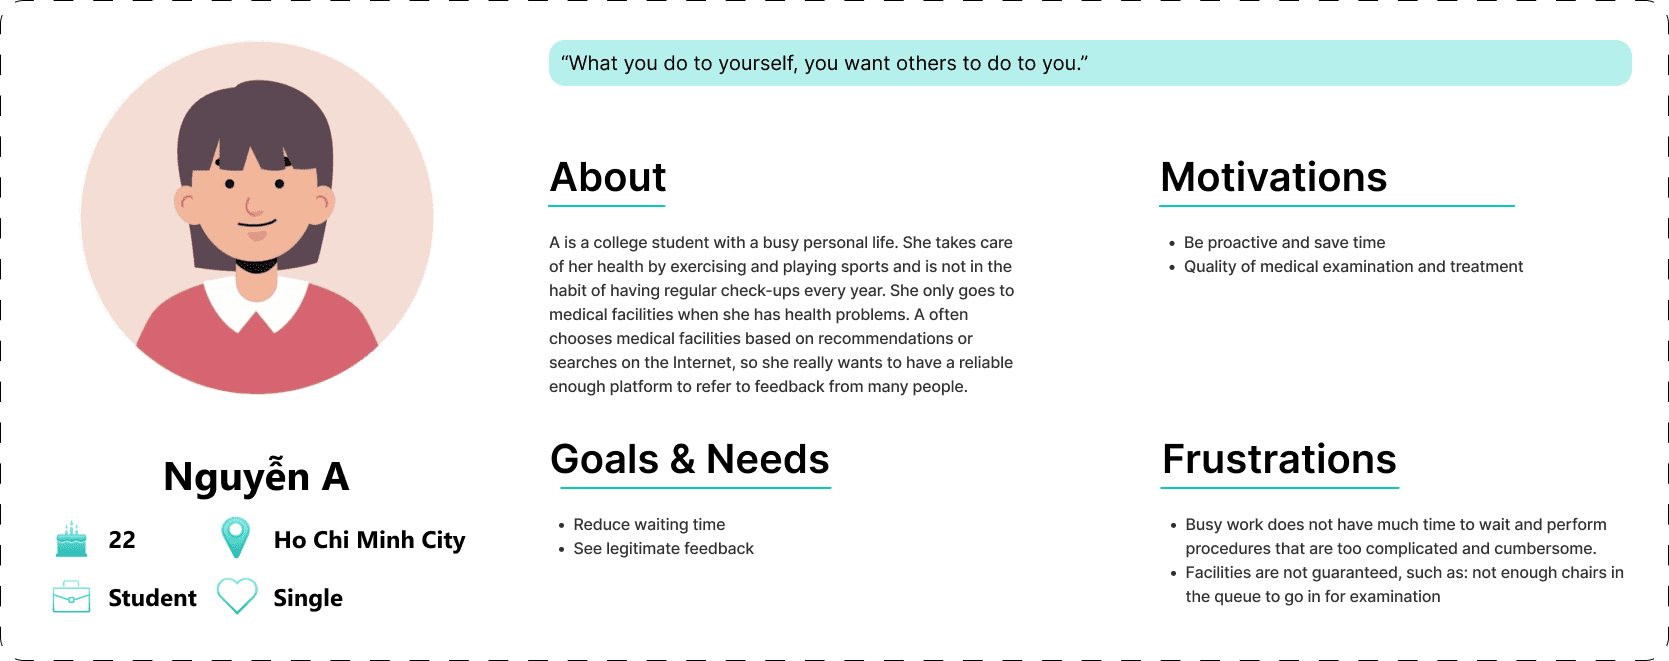 “What you do to yourself, you want others to do to you.”
About
A is a college student with a busy personal life. She takes care
of her health by exercising and playing sports and is not in the
habit of having regular check-ups every year. She only goes to
medical facilities when she has health problems. A often
chooses medical facilities based on recommendations or
searches on the Internet, so she really wants to have a reliable
enough platform to refer to feedback from many people.
Motivations
• Be proactive and save time
• Quality of medical examination and treatment
Nguyễn A
22
Ho Chi Minh City
Student
Single
Goals & Needs
• Reduce waiting time
• See legitimate feedback
Frustrations
• Busy work does not have much time to wait and perform
procedures that are too complicated and cumbersome.
• Facilities are not guaranteed, such as: not enough chairs in
the queue to go in for examination